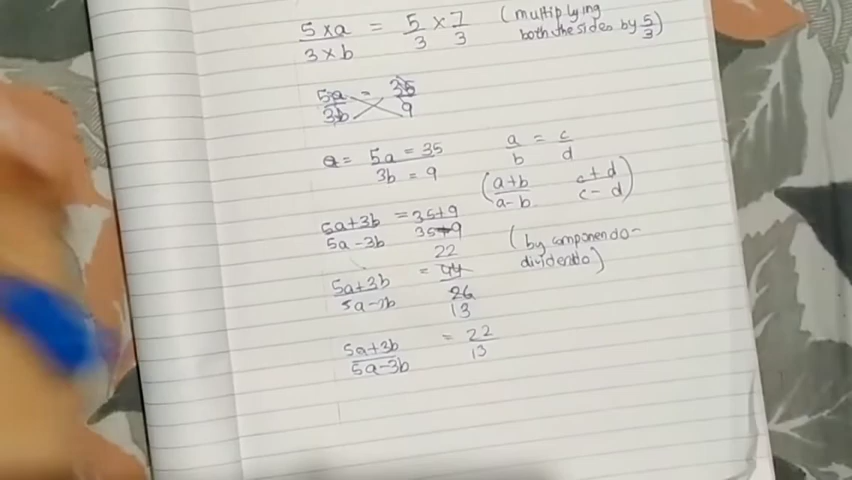 5 × a / 3 × b = 5/3 × 7/3 (multiplying both the sides by 5/3)
5a / 3b = 35 / 9
5a = 35 a/b = c/d
3b = 9 (a+b / a-b c+d / c-d)
5a+3b / 5a-3b = 35+9 / 35-9
(by componendo-dividendo)
5a+3b / 5a-3b = 22 44 / 26 13
5a+3b / 5a-3b = 22 / 13